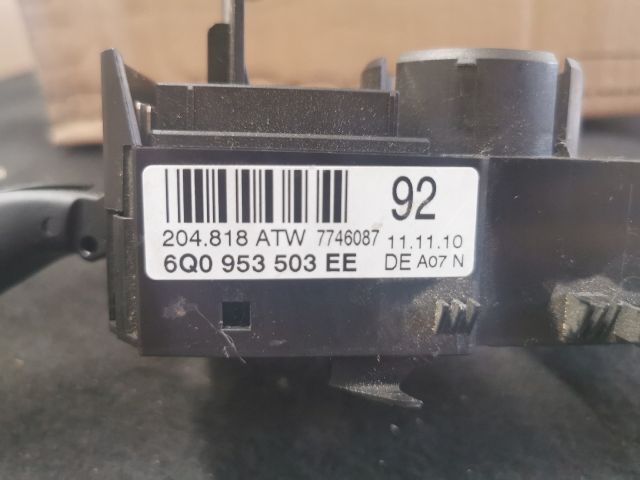 92
204.818 ATW 7746087 11.11.10
6Q0 953 503 EE DE A07 N